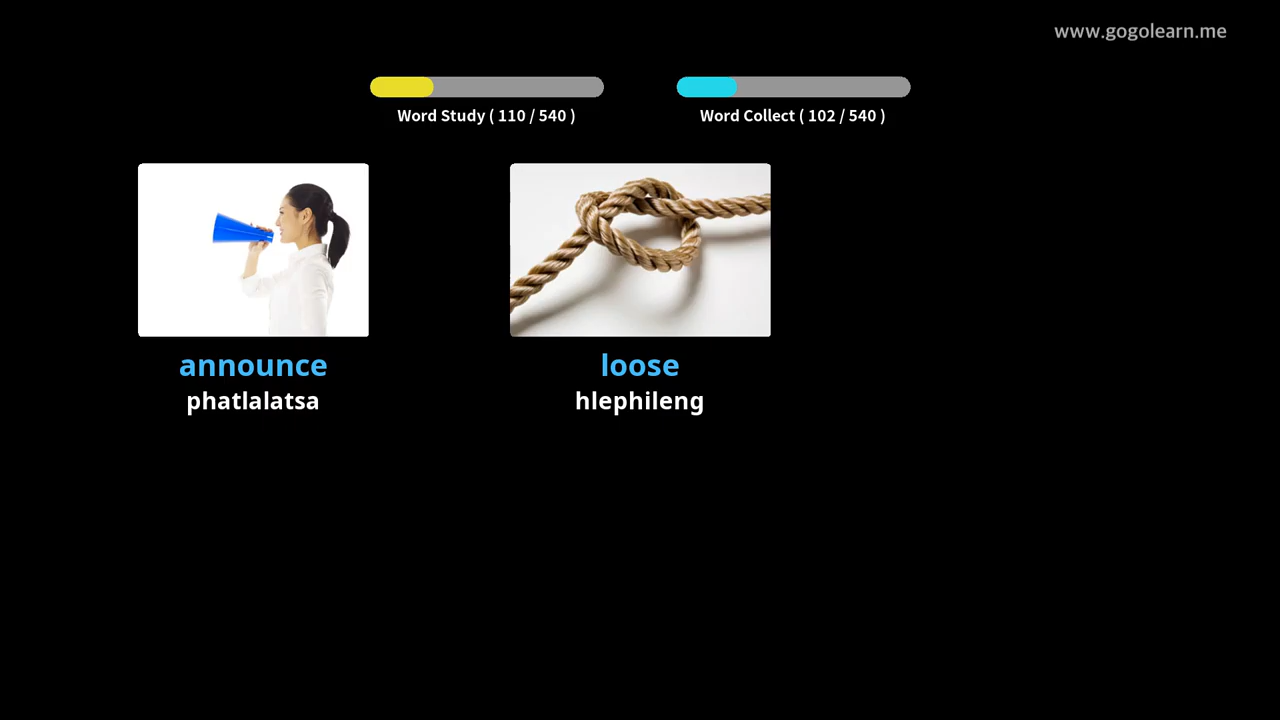 www.gogolearn.me
Word Study ( 110 / 540 )
Word Collect ( 102 / 540 )
announce
phatlalatsa
loose
hlephileng